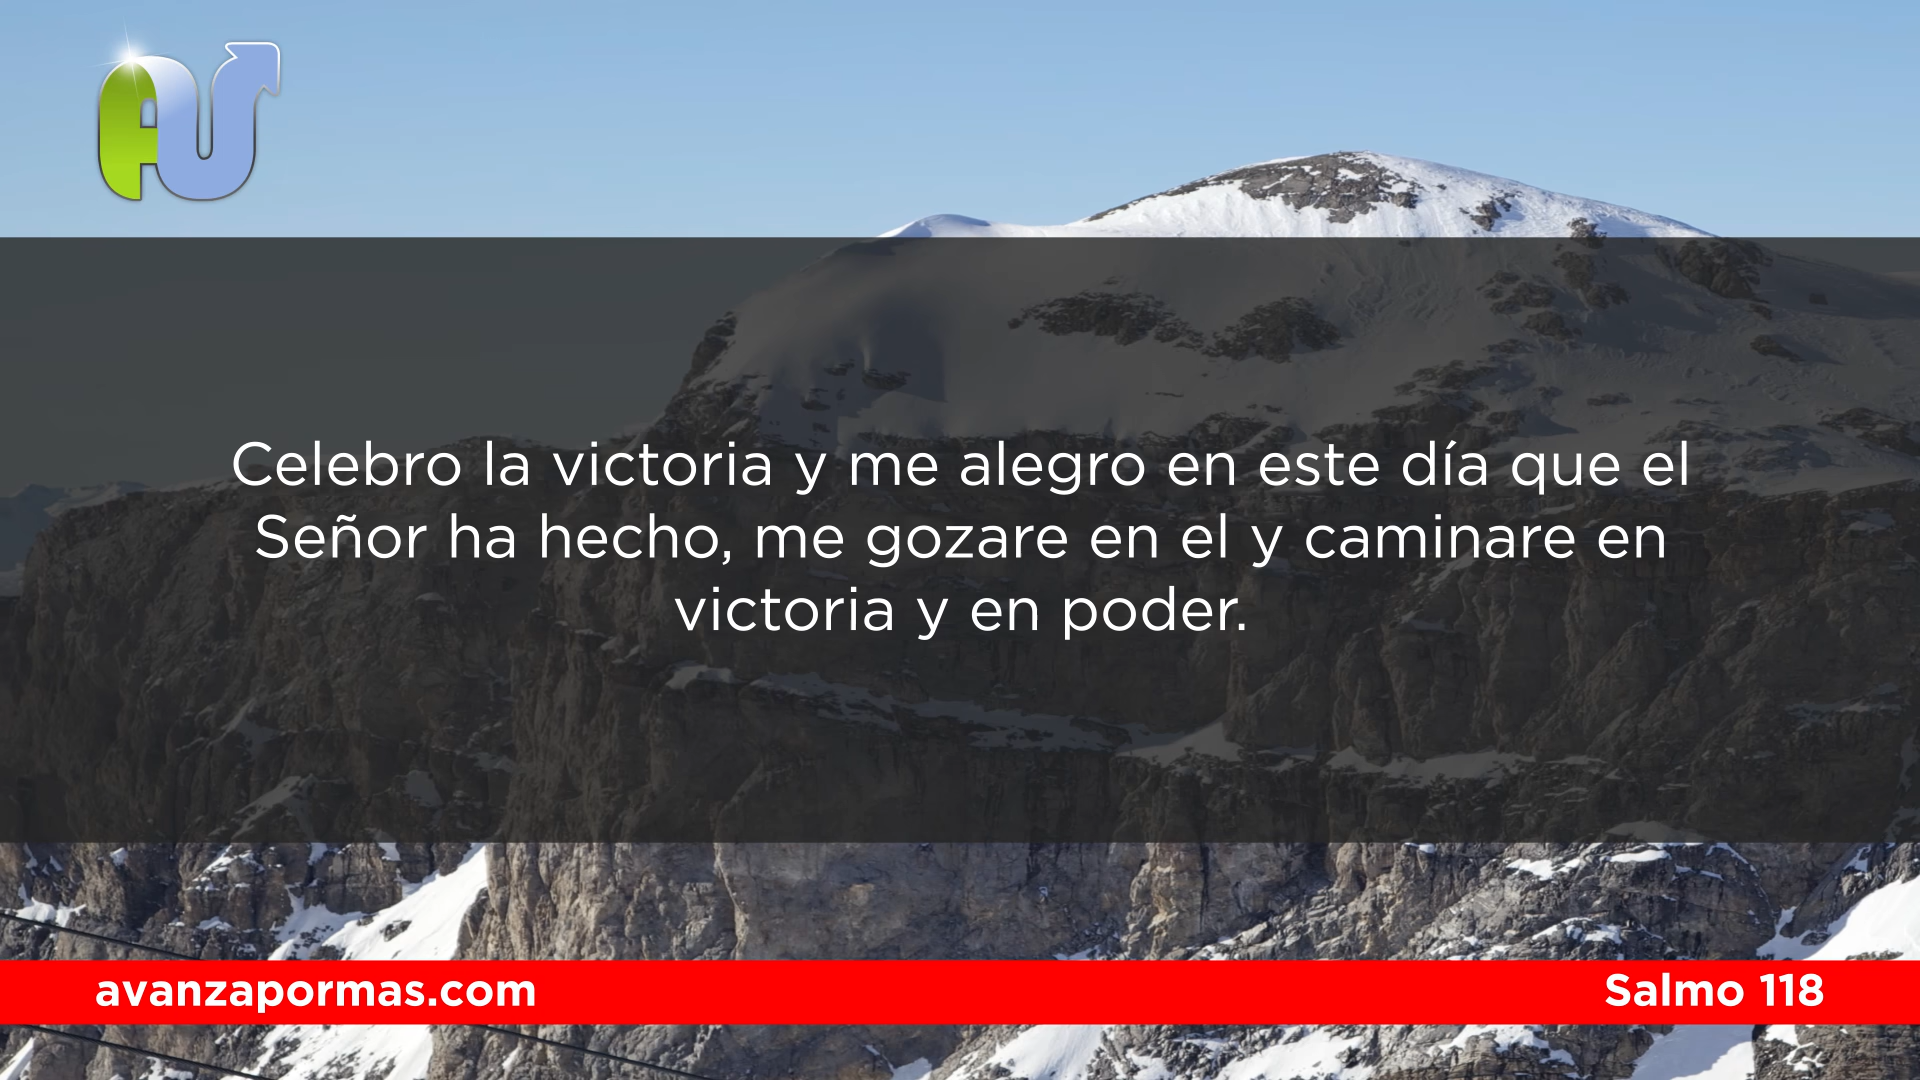 AV
Celebro la victoria y me alegro en este día que el
Señor ha hecho, me gozare en el y caminare en
victoria y en poder.
avanzapormas.com
Salmo 118